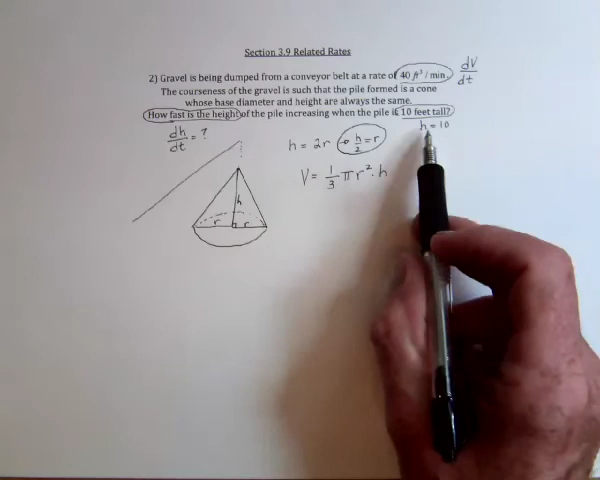 Section 3.9 Related Rates
2) Gravel is being dumped from a conveyor belt at a rate of 40 ft³/min. dV/dt
The courseness of the gravel is such that the pile formed is a cone
whose base diameter and height are always the same.
How fast is the height of the pile increasing when the pile is 10 feet tall?
dh/dt = ?
h = 2r → h/2 = r
h = 10
V = 1/3 πr²·h
h
r r